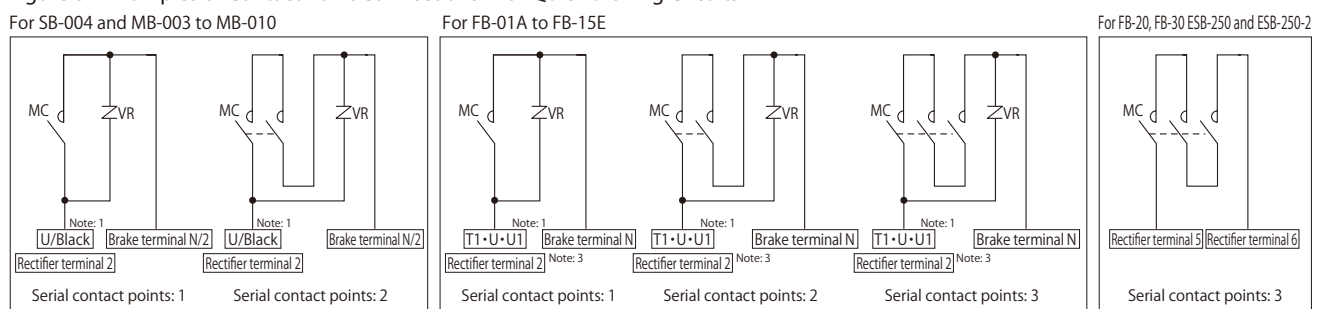 For SB-004 and MB-003 to MB-010
For FB-01A to FB-15E
For FB-20, FB-30 ESB-250 and ESB-250-2
MC VR MC VR
MC VR MC VR MC VR
MC
Note: 1 Note: 1
U/Black Brake terminal N/2 U/Black Brake terminal N/2
Rectifier terminal 2 Rectifier terminal 2
Serial contact points: 1 Serial contact points: 2
Note: 1 Note: 1 Note: 1
T1•U•U1 Brake terminal N T1•U•U1 Brake terminal N T1•U•U1 Brake terminal N
Rectifier terminal 2 Note: 3 Rectifier terminal 2 Note: 3 Rectifier terminal 2 Note: 3
Serial contact points: 1 Serial contact points: 2 Serial contact points: 3
Rectifier terminal 5 Rectifier terminal 6
Serial contact points: 3